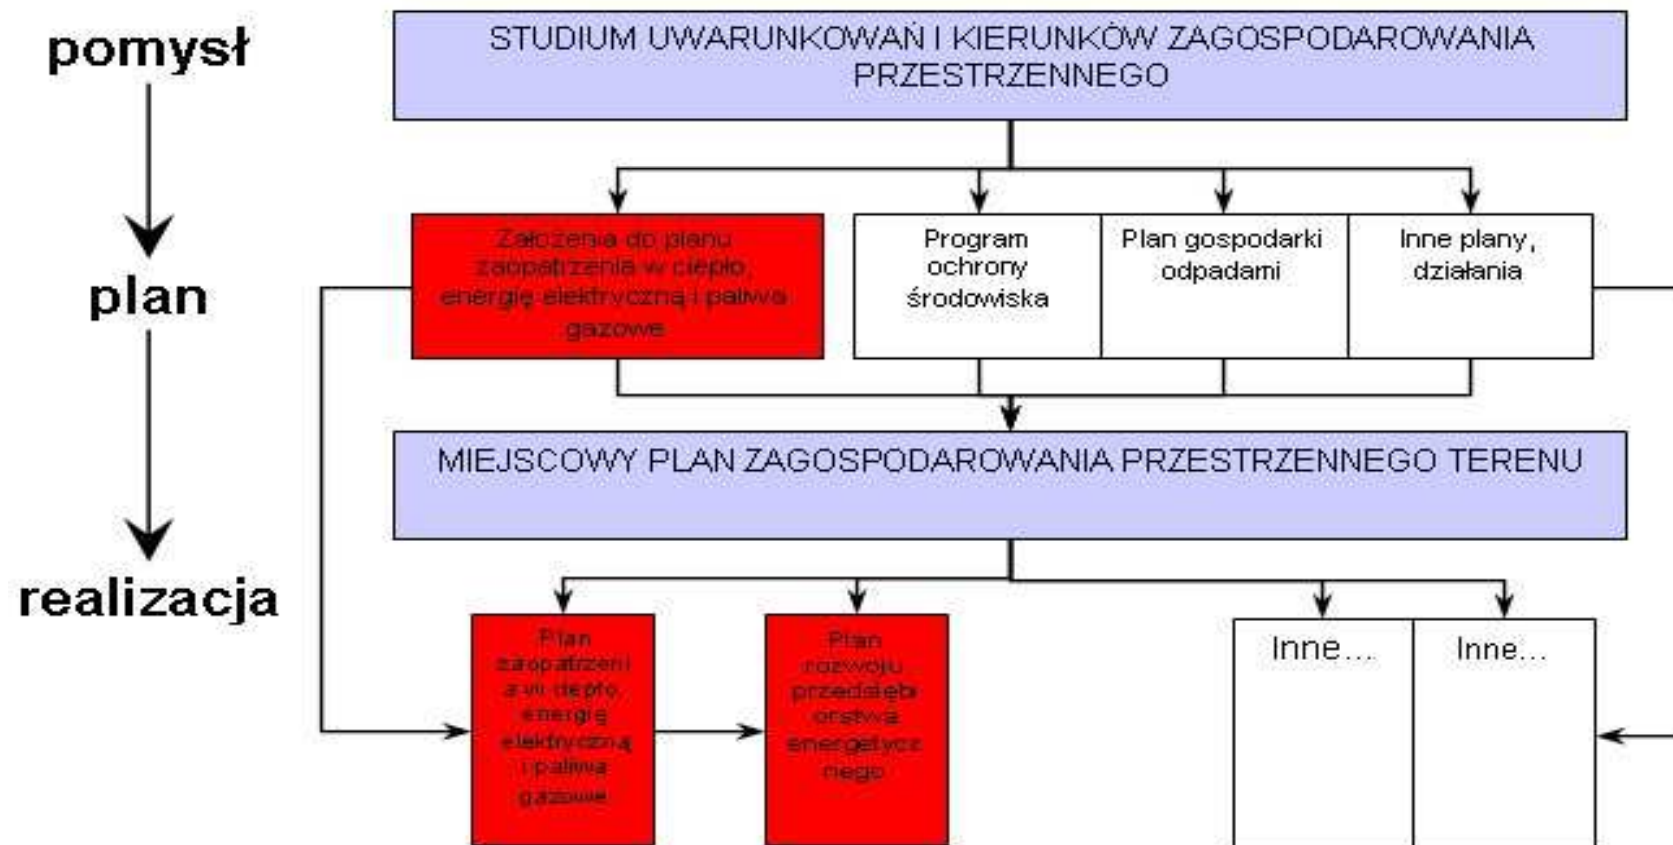 pomysł
STUDIUM UWARUNKOWAŃ I KIERUNKÓW ZAGOSPODAROWANIA
PRZESTRZENNEGO
plan
Założenia do planu
zaopatrzenia w ciepło,
energię elektryczną i paliwa
gazowe
Program
ochrony
środowiska
Plan gospodarki
odpadami
Inne plany,
działania
MIEJSCOWY PLAN ZAGOSPODAROWANIA PRZESTRZENNEGO TERENU
realizacja
Plan
zaopatrzeni
a w ciepło,
energię
elektryczną
i paliwa
gazowe
Plan
rozwoju
przedsiębi
orstwa
energetycz
nego
Inne...
Inne...